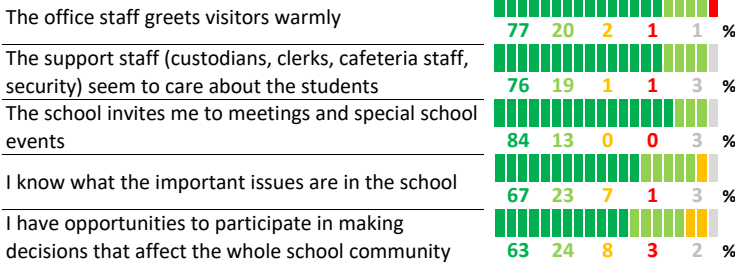 The office staff greets visitors warmly
77 20 2 1 1 %
The support staff (custodians, clerks, cafeteria staff,
security) seem to care about the students
76 19 1 1 3 %
The school invites me to meetings and special school
events
84 13 0 0 3 %
I know what the important issues are in the school
67 23 7 1 3 %
I have opportunities to participate in making
decisions that affect the whole school community
63 24 8 3 2 %